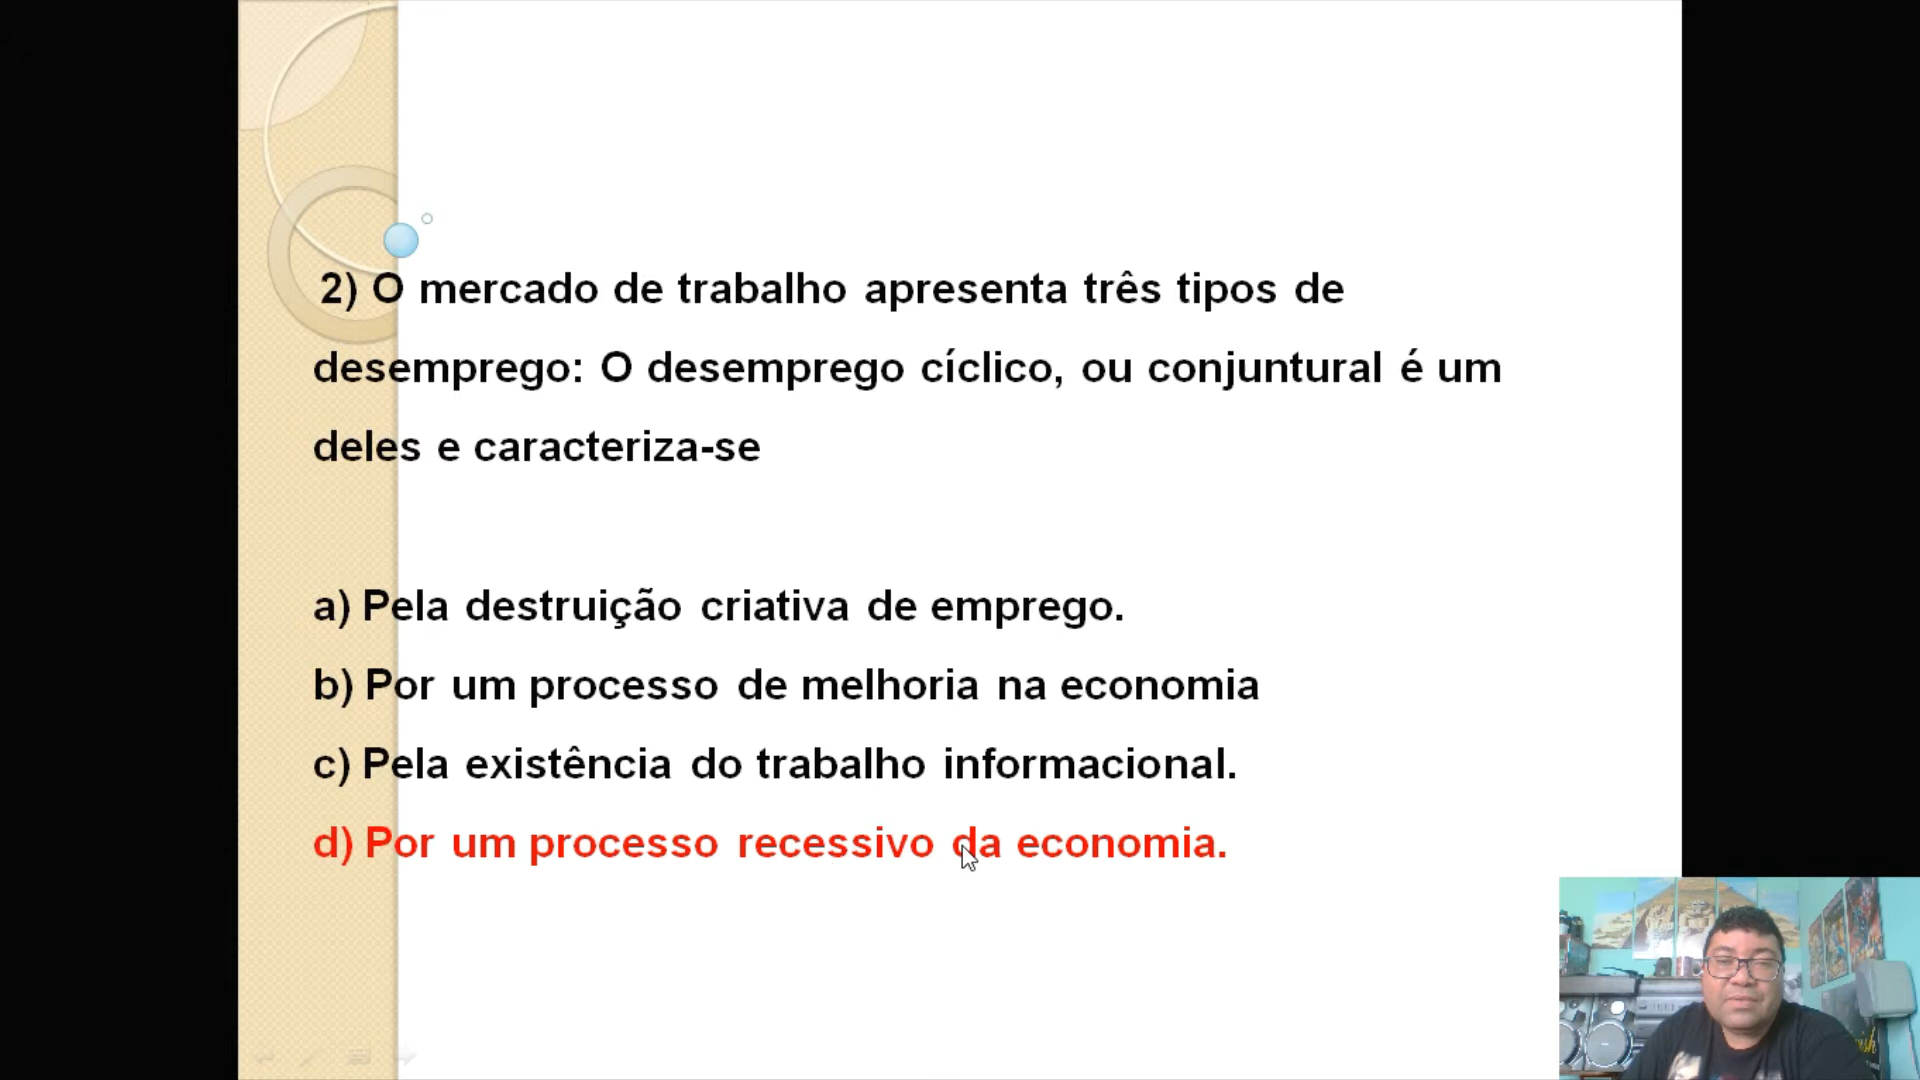 2) O mercado de trabalho apresenta três tipos de
desemprego: O desemprego cíclico, ou conjuntural é um
deles e caracteriza-se
a) Pela destruição criativa de emprego.
b) Por um processo de melhoria na economia
c) Pela existência do trabalho informacional.
d) Por um processo recessivo da economia.